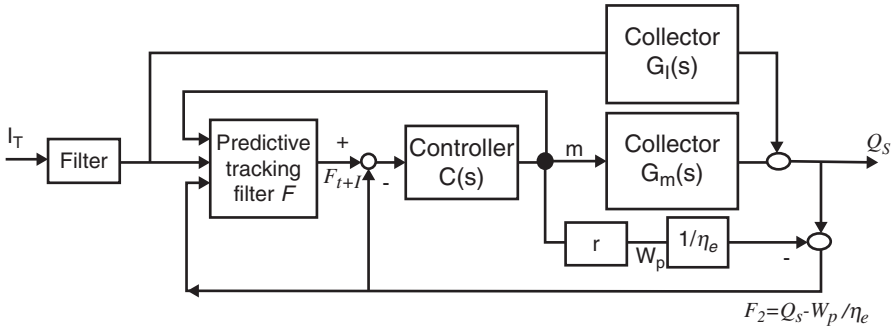 Collector
G_I(s)
I_T
Filter
Predictive
tracking
filter F
+
F_{t+1}
-
Controller
C(s)
m
Collector
G_m(s)
Q_S
r
W_p
1/η_e
-
F_2=Q_s-W_p/η_e